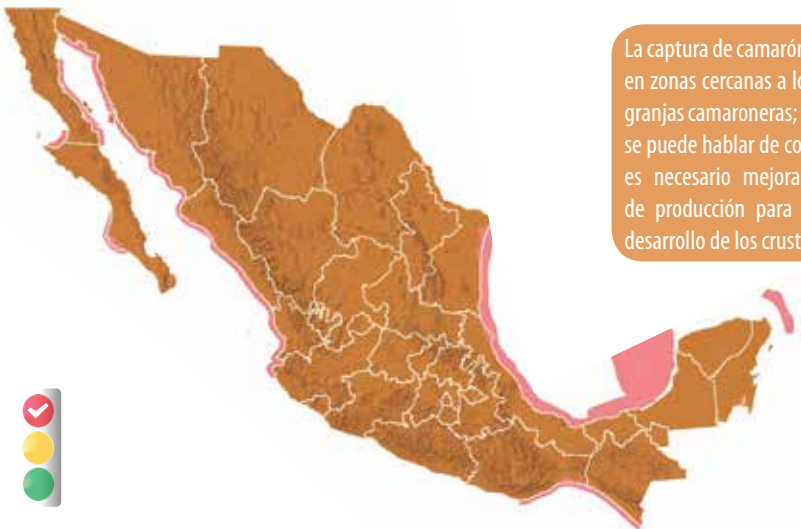 La captura de camarón
en zonas cercanas a lo
granjas camaroneras;
se puede hablar de co
es necesario mejora
de producción para
desarrollo de los crust